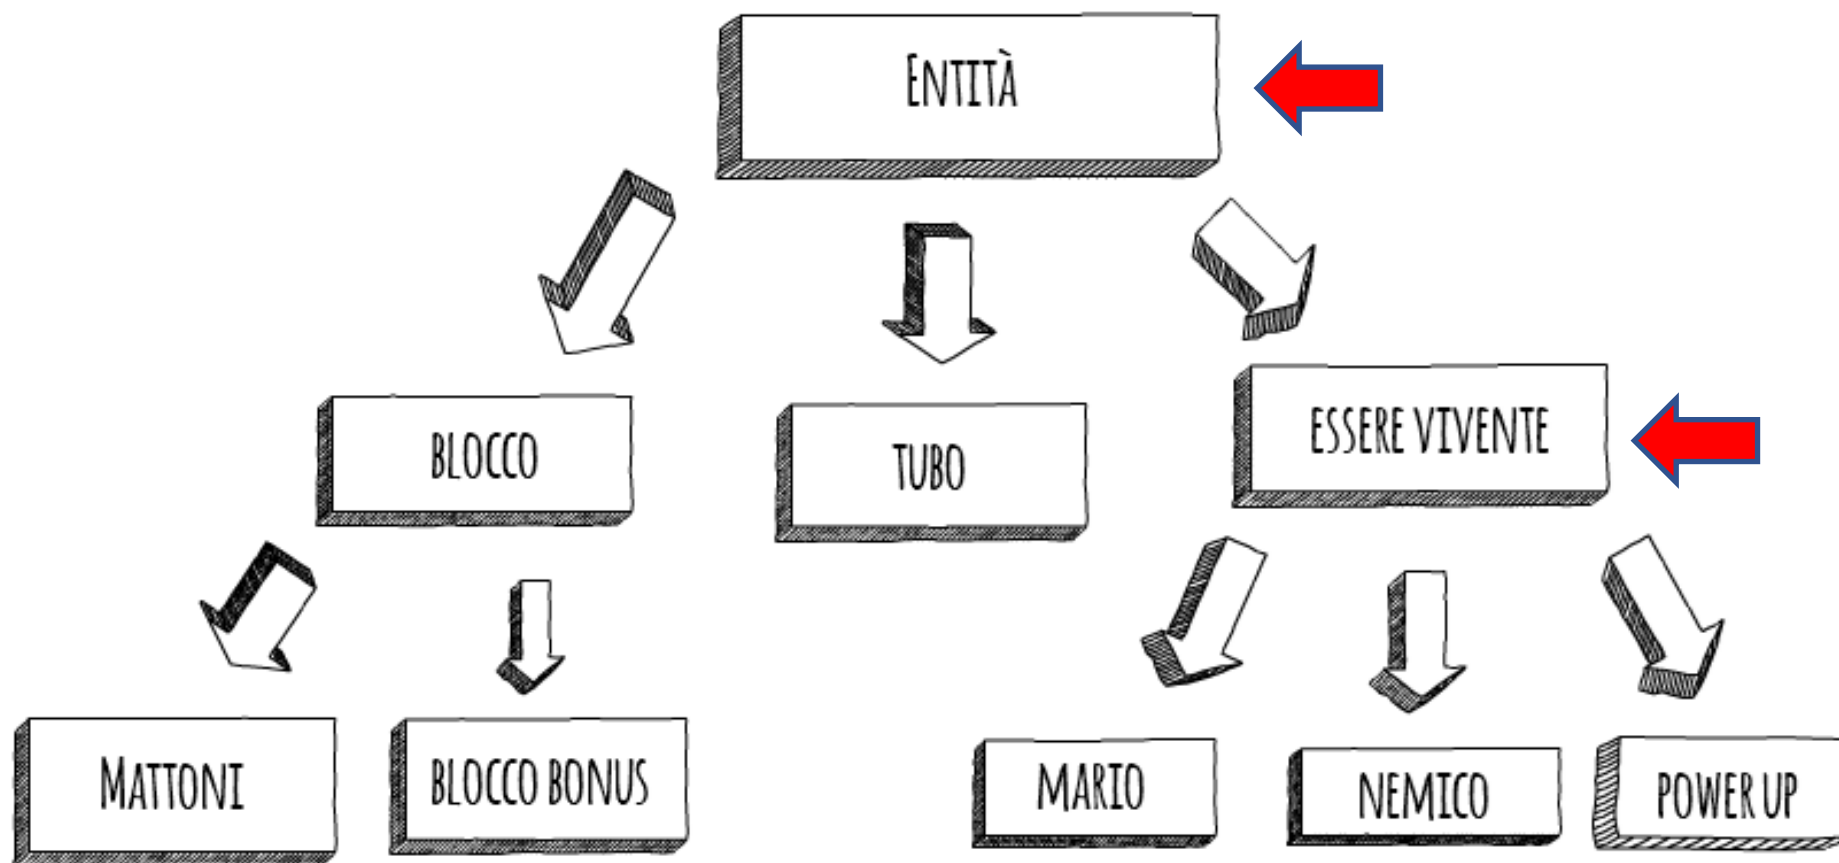 Entità
BLOCCO
TUBO
ESSERE VIVENTE
MATTONI
BLOCCO BONUS
MARIO
NEMICO
POWER UP